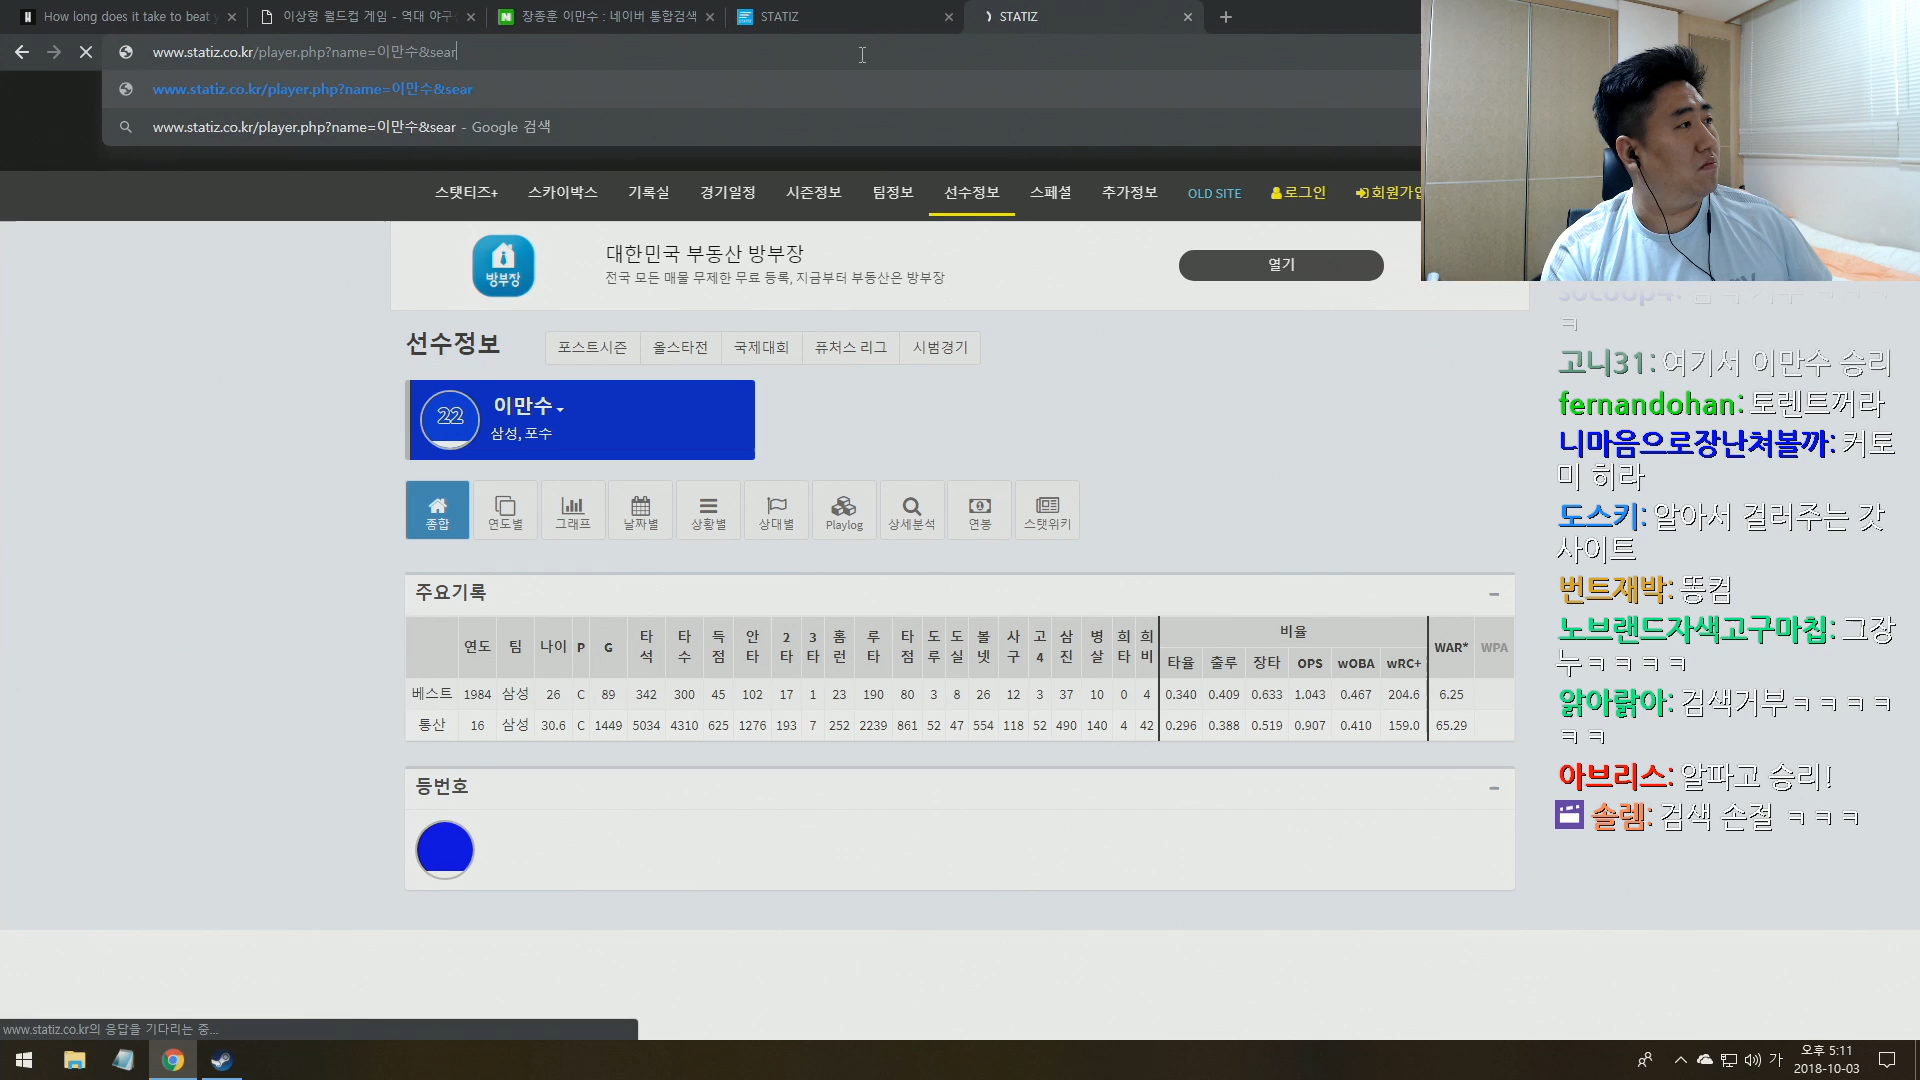 How long does it take to beat y
이상형 월드컵 게임 - 역대 야구
장종훈 이만수 : 네이버 통합검색
STATIZ
STATIZ
www.statiz.co.kr/player.php?name=이만수&sear
www.statiz.co.kr/player.php?name=이만수&sear
www.statiz.co.kr/player.php?name=이만수&sear - Google 검색
스탯티즈+ 스카이박스 기록실 경기일정 시즌정보 팀정보 선수정보 스페셜 추가정보 OLD SITE 로그인 회원가입
방부장
대한민국 부동산 방부장
전국 모든 매물 무제한 무료 등록, 지금부터 부동산은 방부장
열기
선수정보
포스트시즌 올스타전 국제대회 퓨처스 리그 시범경기
22
이만수
삼성, 포수
종합 연도별 그래프 날짜별 상황별 상대별 Playlog 상세분석 연봉 스탯위키
주요기록
연도 팀 나이 P G 타석 타수 득점 안타 2타 3타 홈런 루타 타점 도루 도실 볼넷 사구 고4 삼진 병살 희타 희비 비율 WAR* WPA
타율 출루 장타 OPS wOBA wRC+
베스트 1984 삼성 26 C 89 342 300 45 102 17 1 23 190 80 3 8 26 12 3 37 10 0 4 0.340 0.409 0.633 1.043 0.467 204.6 6.25
통산 16 삼성 30.6 C 1449 5034 4310 625 1276 193 7 252 2239 861 52 47 554 118 52 490 140 4 42 0.296 0.388 0.519 0.907 0.410 159.0 65.29
등번호
ㅋ
고니31: 여기서 이만수 승리
fernandohan: 토렌트꺼라
니마음으로장난쳐볼까: 커토
미 히라
도스키: 알아서 걸러주는 갓
사이트
번트재박: 똥컴
노브랜드자색고구마칩: 그장
누ㅋㅋㅋㅋ
앍아랅아: 검색거부ㅋㅋㅋㅋ
ㅋㅋ
아브리스: 알파고 승리!
솔렘: 검색 손절 ㅋㅋㅋ
www.statiz.co.kr의 응답을 기다리는 중...
가
오후 5:11
2018-10-03